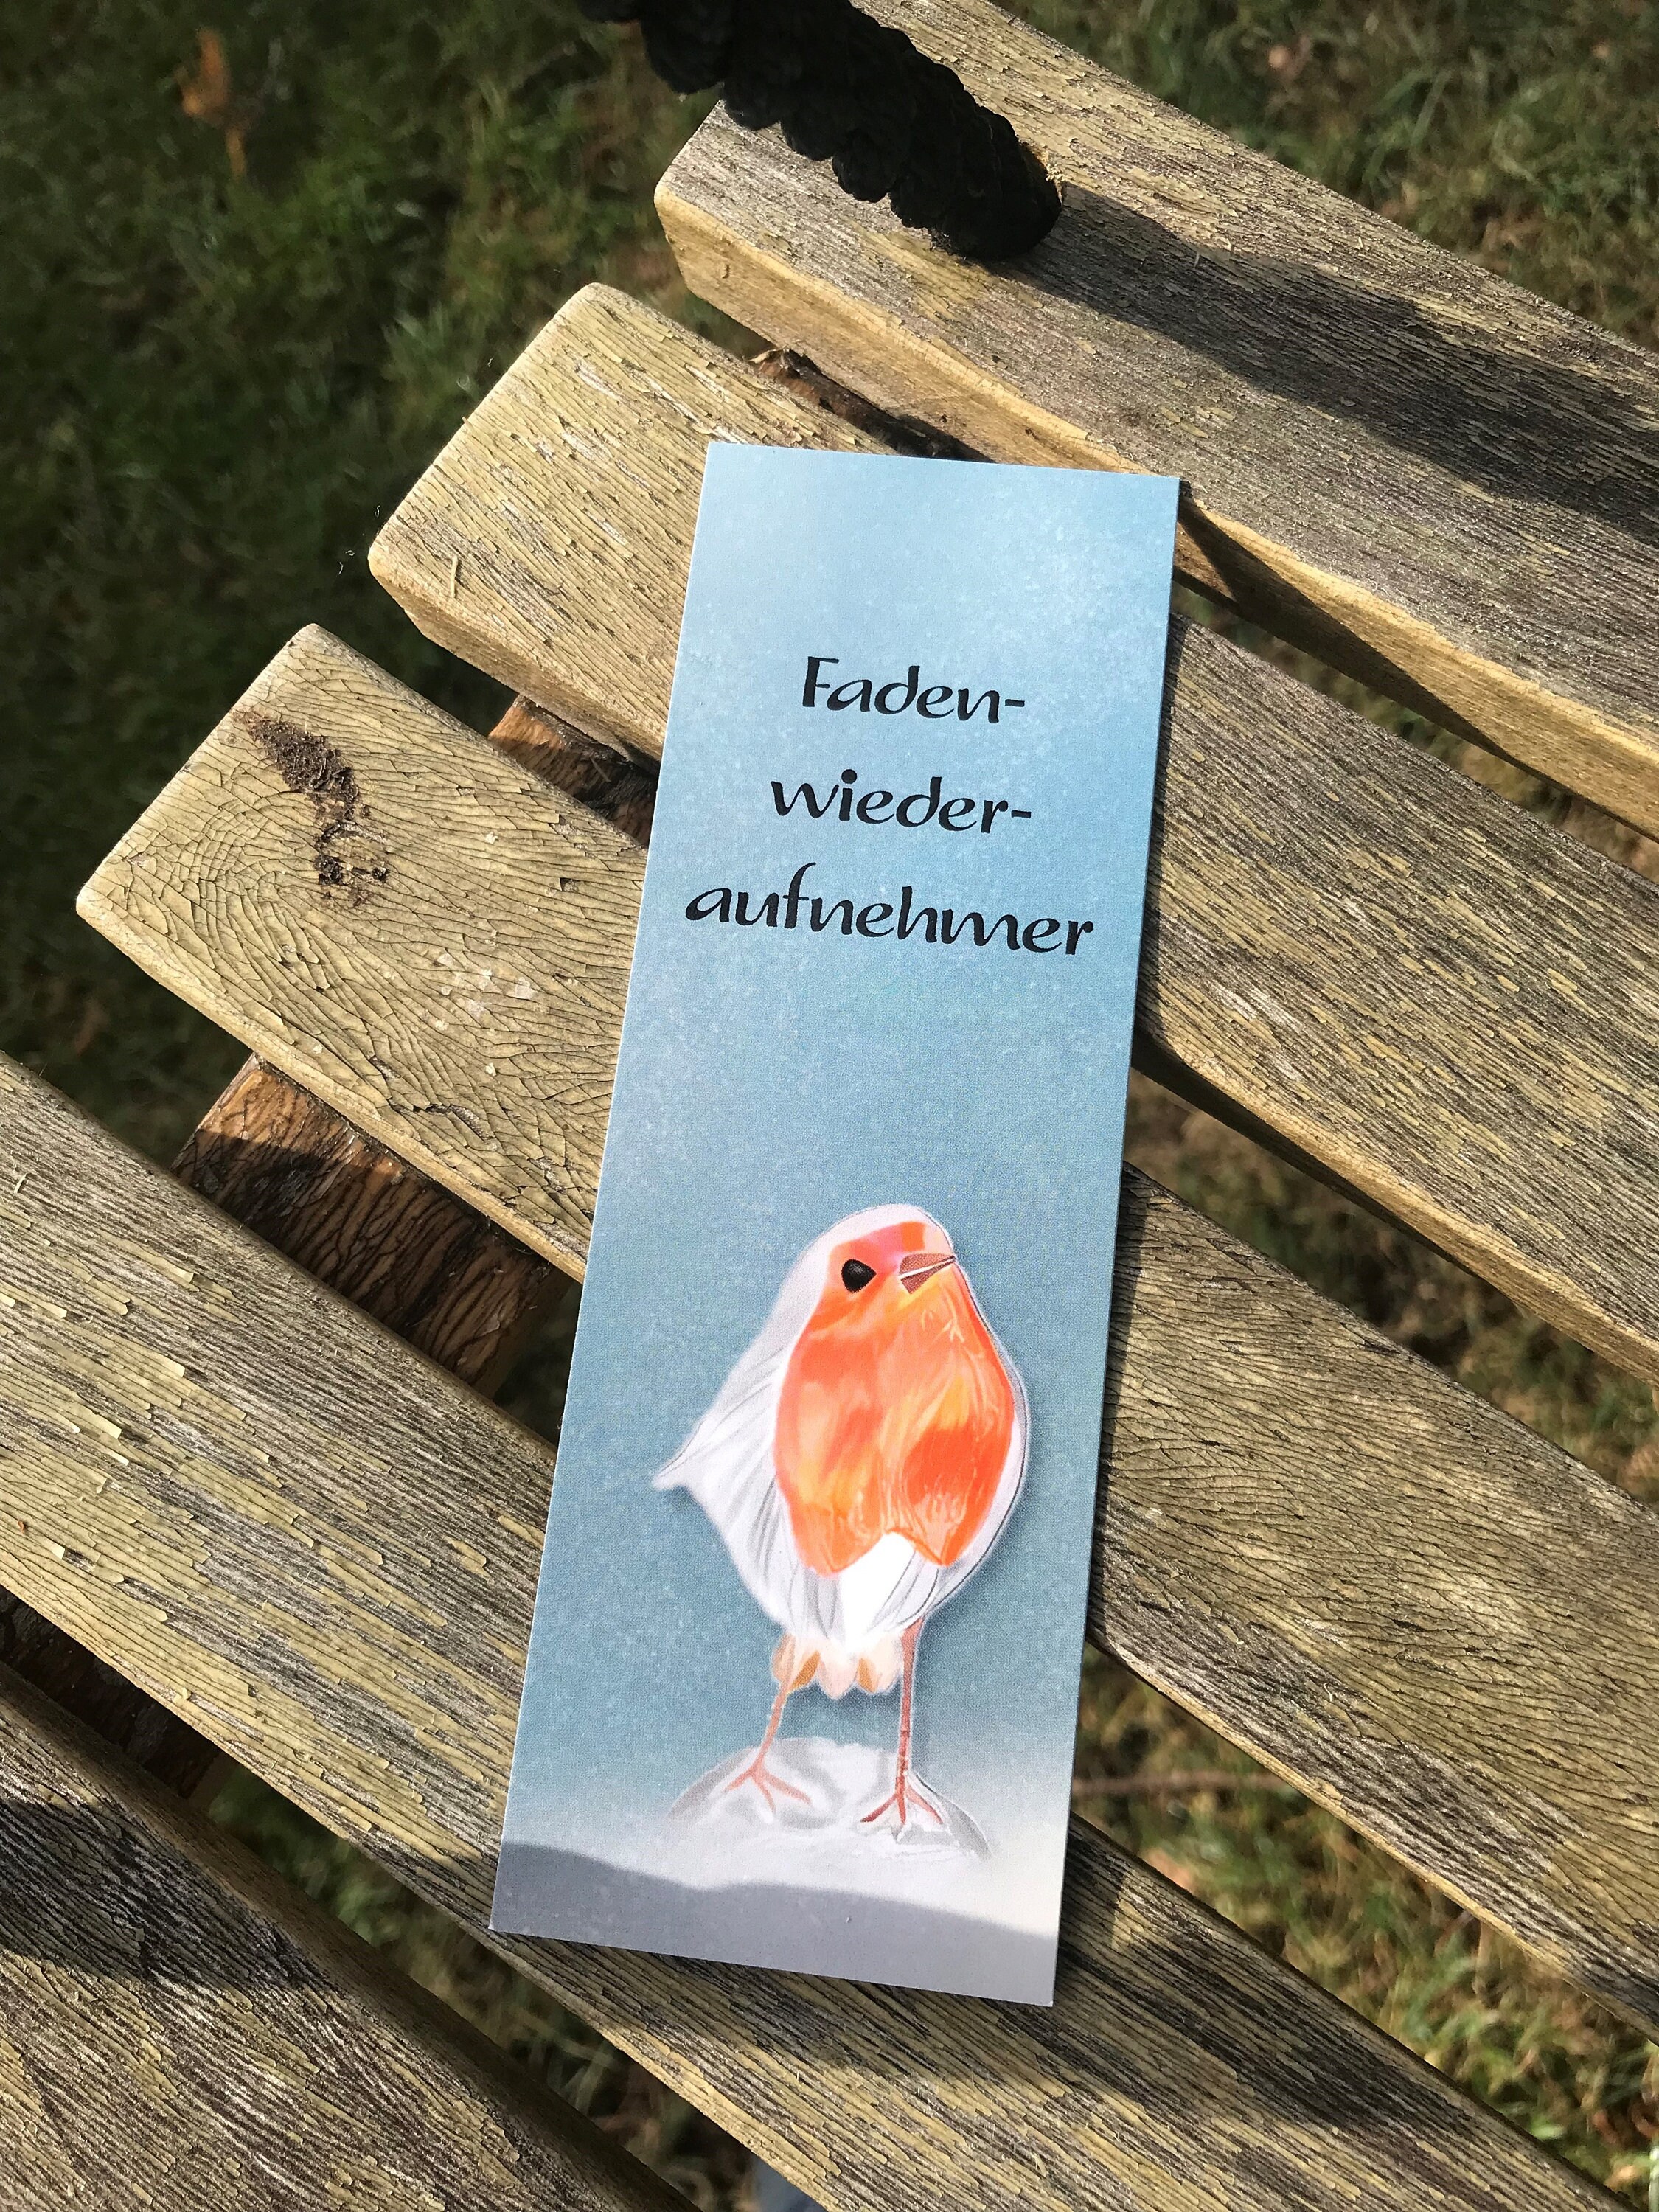 Faden-
wieder-
aufnehmer